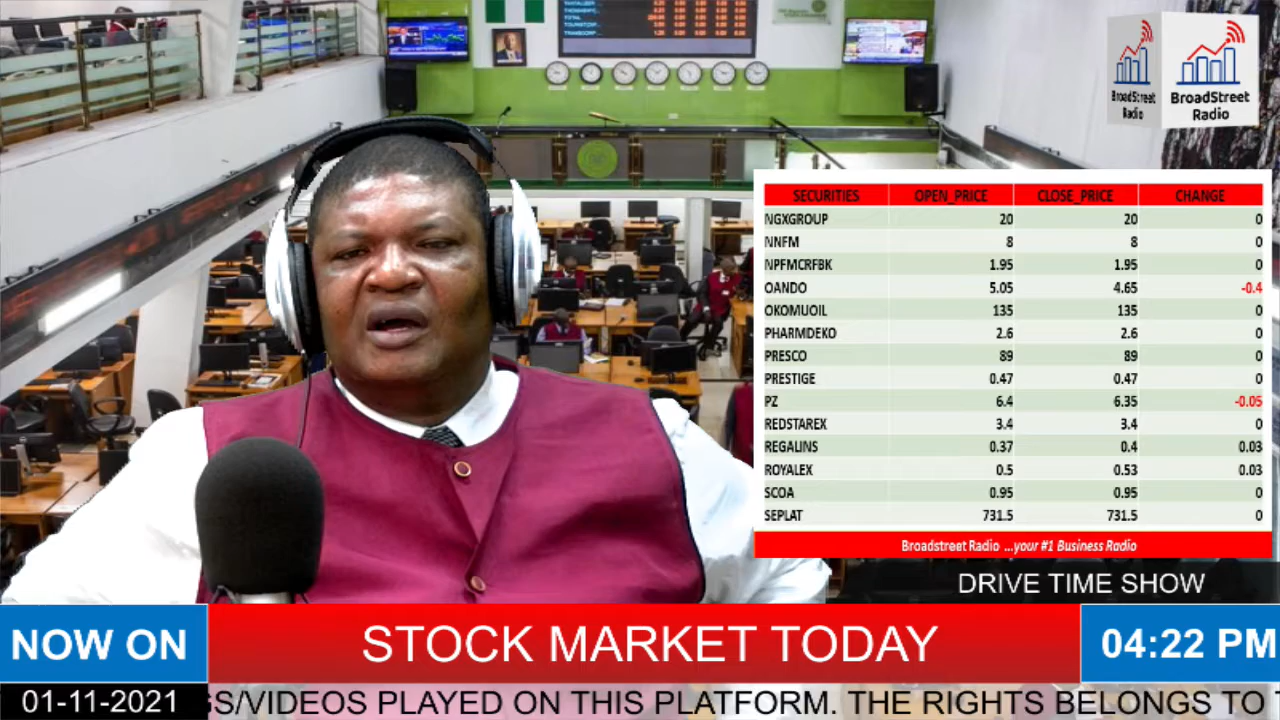 BroadStreet
Radio
BroadStreet
Radio
SECURITIES OPEN_PRICE CLOSE_PRICE CHANGE
NGXGROUP 20 20 0
NNFM 8 8 0
NPFMCRFBK 1.95 1.95 0
OANDO 5.05 4.65 -0.4
OKOMUOIL 135 135 0
PHARMDEKO 2.6 2.6 0
PRESCO 89 89 0
PRESTIGE 0.47 0.47 0
PZ 6.4 6.35 -0.05
REDSTAREX 3.4 3.4 0
REGALINS 0.37 0.4 0.03
ROYALEX 0.5 0.53 0.03
SCOA 0.95 0.95 0
SEPLAT 731.5 731.5 0
Broadstreet Radio ...your #1 Business Radio
DRIVE TIME SHOW
NOW ON STOCK MARKET TODAY 04:22 PM
01-11-2021 GS/VIDEOS PLAYED ON THIS PLATFORM. THE RIGHTS BELONGS TO